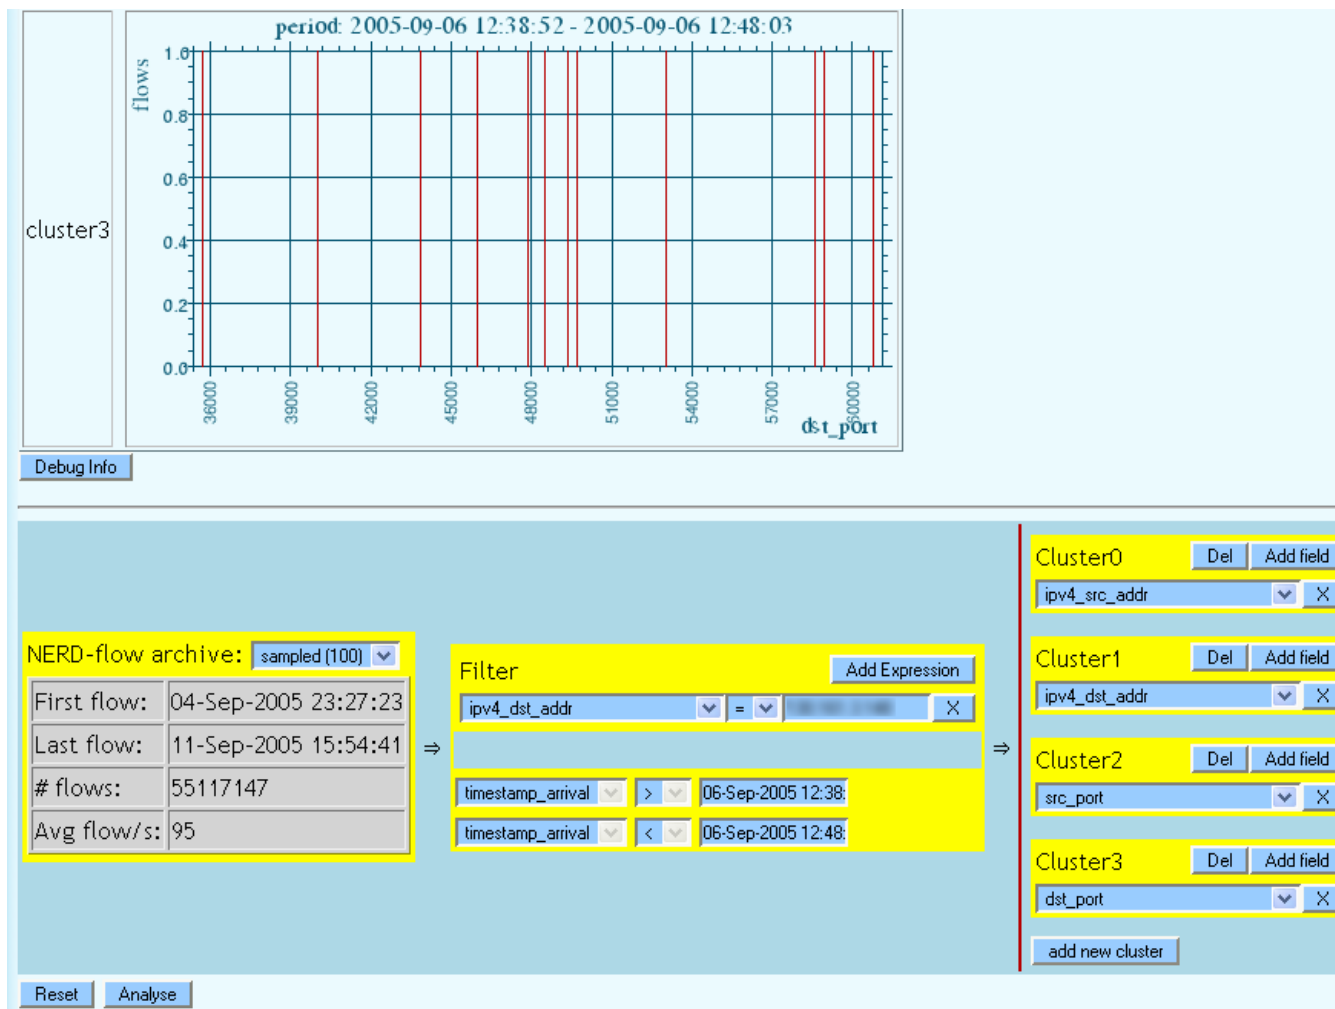 period: 2005-09-06 12:38:52 - 2005-09-06 12:48:03
flows
1.0
0.8
0.6
0.4
0.2
0.0
cluster3
36000 39000 42000 45000 48000 51000 54000 57000 60000
dst_port
Debug Info
NERD-flow archive: sampled (100)
First flow: 04-Sep-2005 23:27:23
Last flow: 11-Sep-2005 15:54:41
# flows: 55117147
Avg flow/s: 95
⇒
Filter Add Expression
ipv4_dst_addr = X
timestamp_arrival > 06-Sep-2005 12:38:
timestamp_arrival < 06-Sep-2005 12:48:
⇒
Cluster0 Del Add field
ipv4_src_addr X
Cluster1 Del Add field
ipv4_dst_addr X
Cluster2 Del Add field
src_port X
Cluster3 Del Add field
dst_port X
add new cluster
Reset Analyse